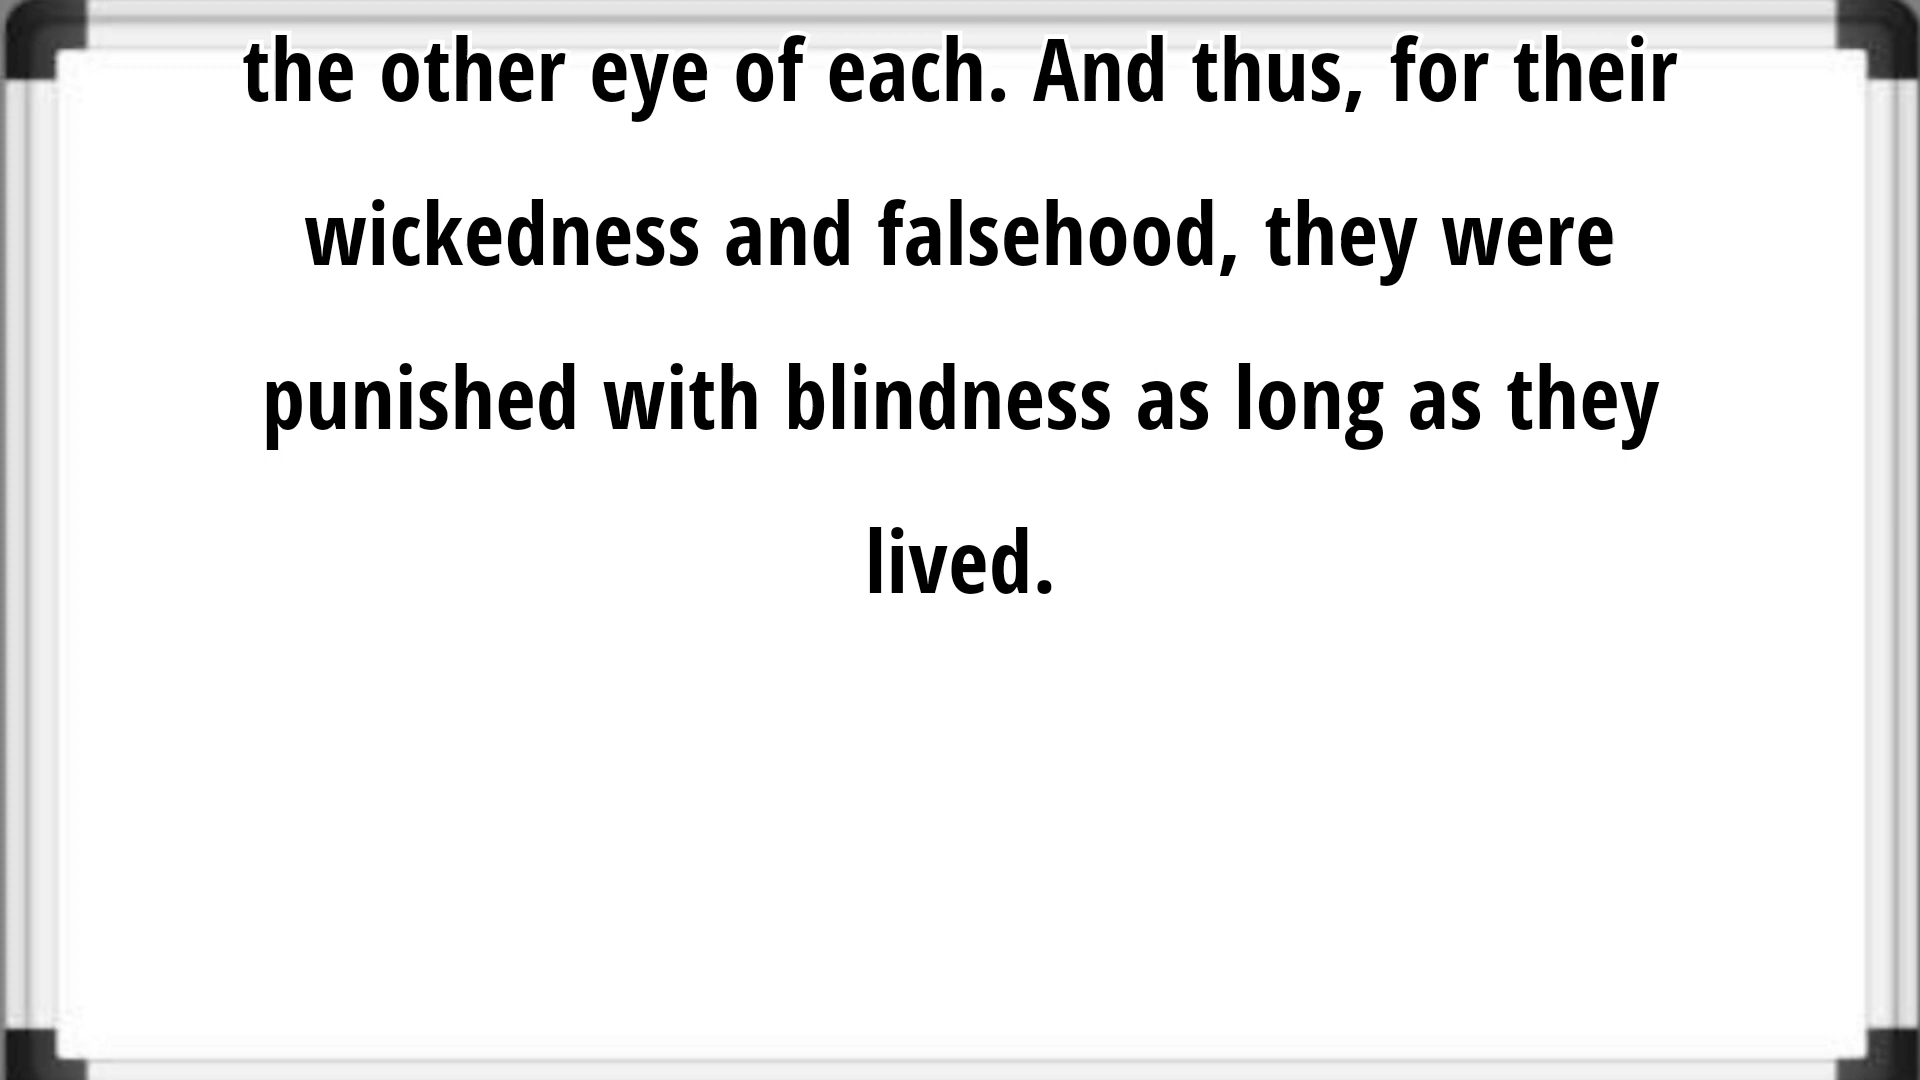 the other eye of each. And thus, for their
wickedness and falsehood, they were
punished with blindness as long as they
lived.